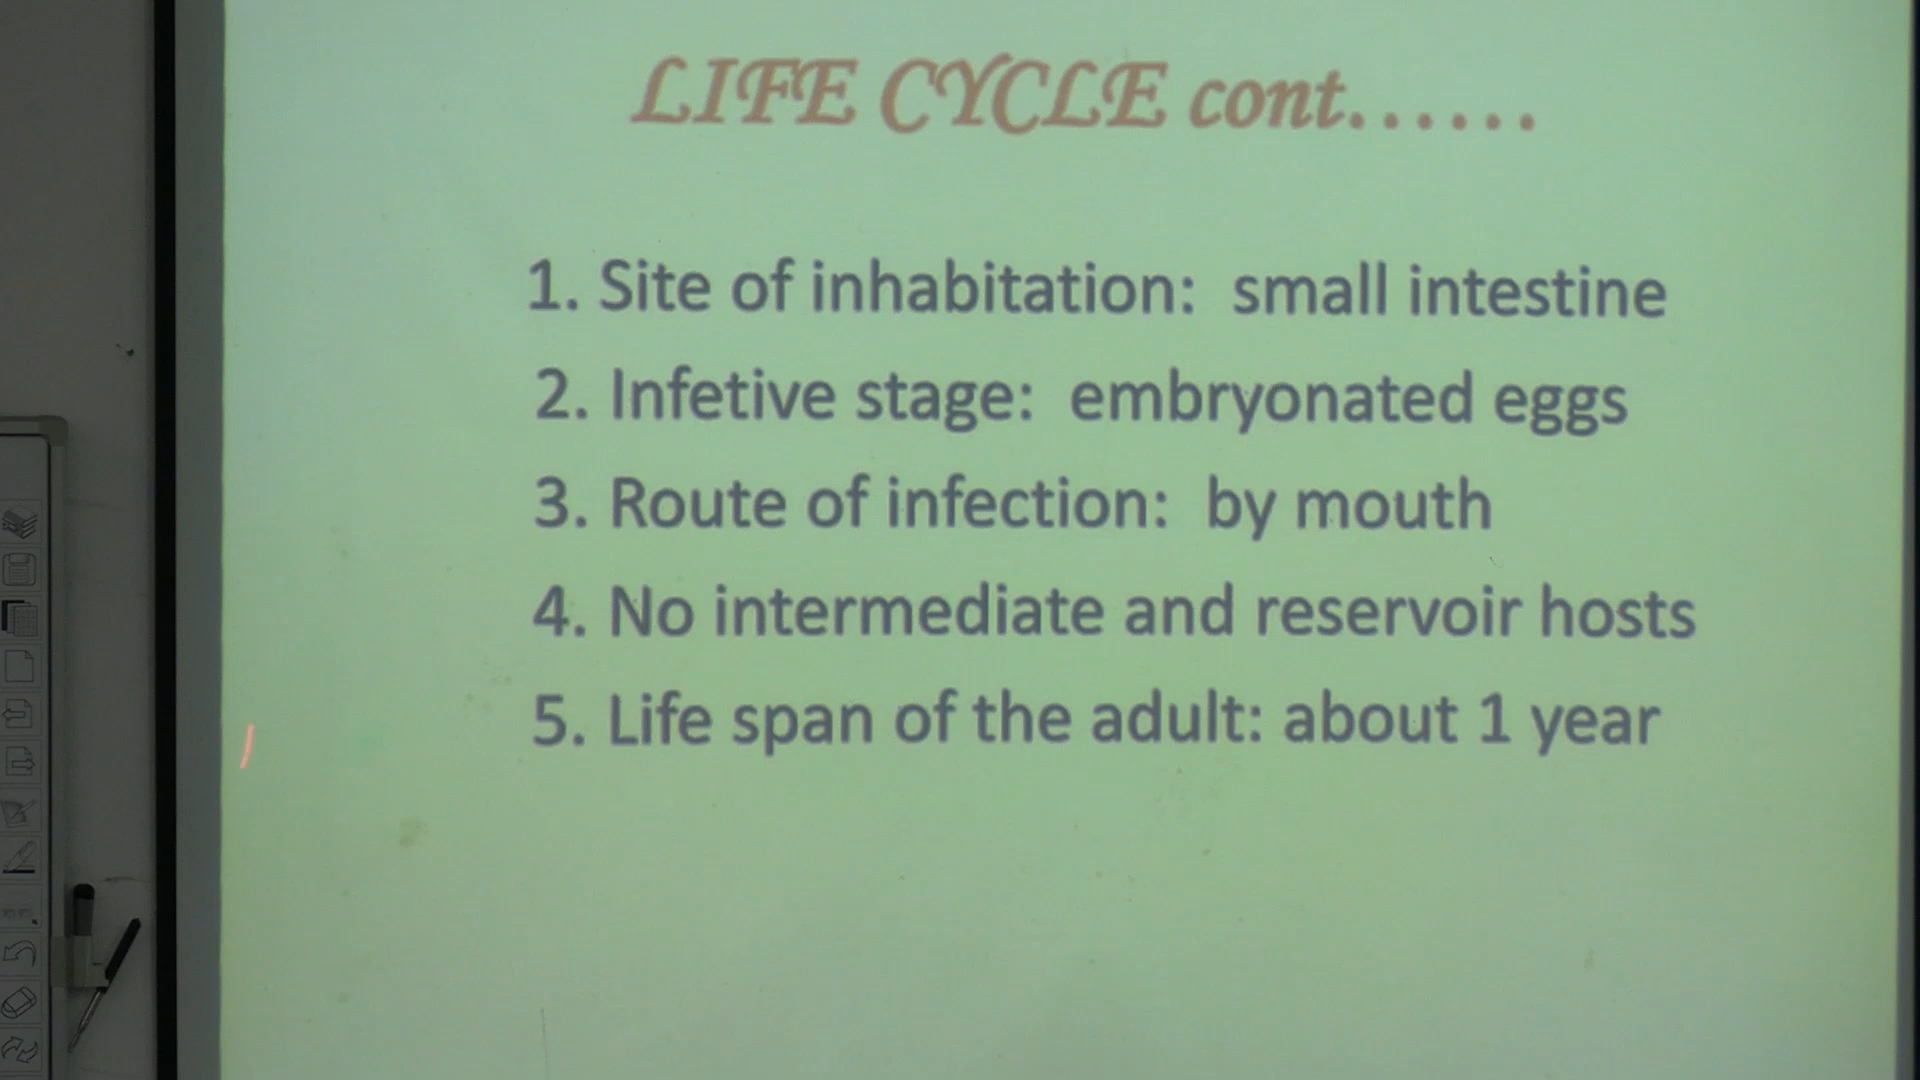 LIFE CYCLE cont......
1. Site of inhabitation: small intestine
2. Infetive stage: embryonated eggs
3. Route of infection: by mouth
4. No intermediate and reservoir hosts
5. Life span of the adult: about 1 year